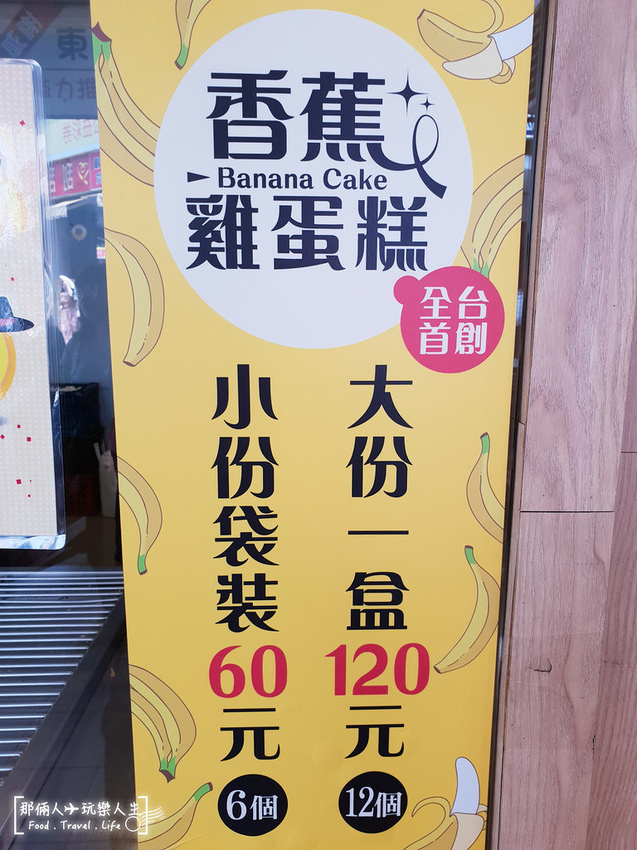 香蕉
Banana Cake
雞蛋糕
全台
首創
大份一盒120元
12個
小份袋裝60元
6個
東
那倆人✈玩樂人生
Food . Travel . Life